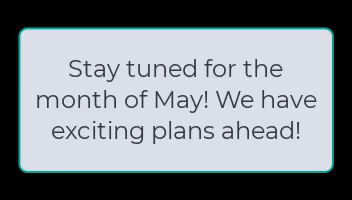 Stay tuned for the
month of May! We have
exciting plans ahead!